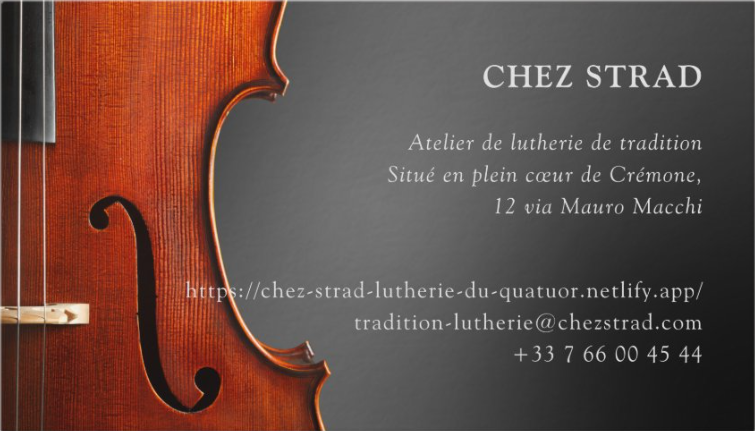 CHEZ STRAD
Atelier de lutherie de tradition
Situé en plein cœur de Crémone,
12 via Mauro Macchi
https://chez-strad-lutherie-du-quatuor.netlify.app/
tradition-lutherie@chezstrad.com
+33 7 66 00 45 44